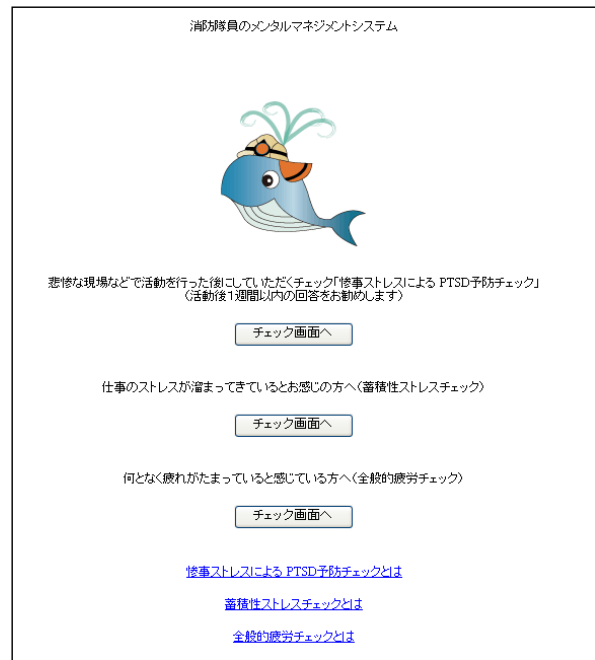 消防隊員のメンタルマネジメントシステム
悲惨な現場などで活動を行った後にしていただくチェック「惨事ストレスによる PTSD予防チェック」
（活動後1週間以内の回答をお勧めします）
チェック画面へ
仕事のストレスが溜まってきているとお感じの方へ（蓄積性ストレスチェック）
チェック画面へ
何となく疲れがたまっていると感じている方へ（全般的疲労チェック）
チェック画面へ
惨事ストレスによる PTSD予防チェックとは
蓄積性ストレスチェックとは
全般的疲労チェックとは